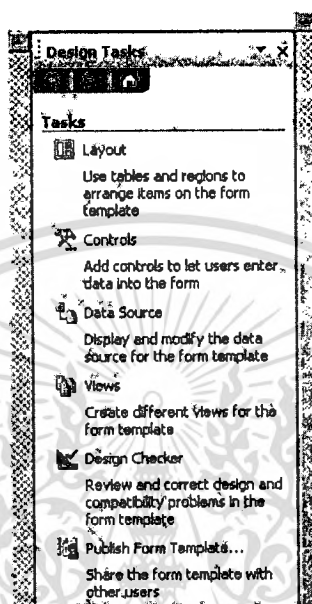 Design Tasks
Tasks
Layout
Use tables and regions to
arrange items on the form
template
Controls
Add controls to let users enter
data into the form
Data Source
Display and modify the data
source for the form template
Views
Create different views for the
form template
Design Checker
Review and correct design and
compatibility problems in the
form template
Publish Form Template...
Share the form template with
other users